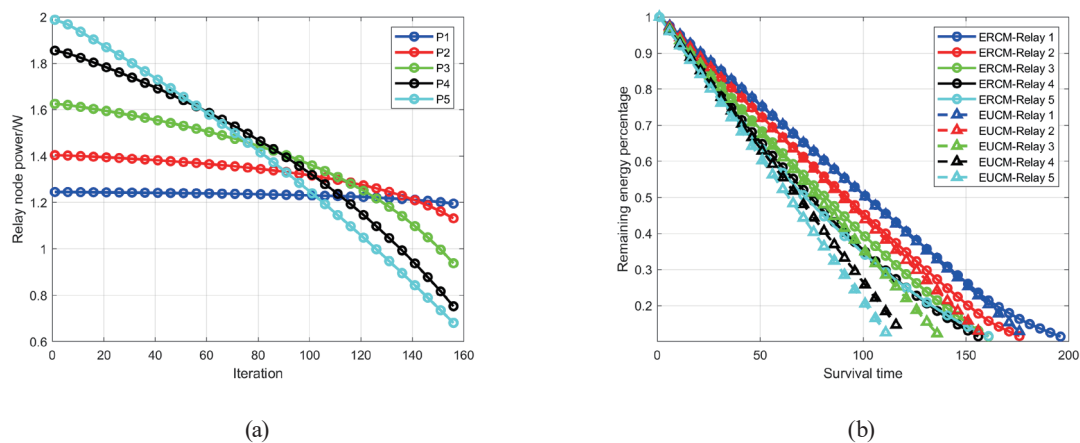 2
1.8
1.6
1.4
1.2
1
0.8
0.6
0
20
40
60
80
100
120
140
160
Relay node power/W
Iteration
P1
P2
P3
P4
P5
(a)
1
0.9
0.8
0.7
0.6
0.5
0.4
0.3
0.2
0
50
100
150
200
Remaining energy percentage
Survival time
ERCM-Relay 1
ERCM-Relay 2
ERCM-Relay 3
ERCM-Relay 4
ERCM-Relay 5
EUCM-Relay 1
EUCM-Relay 2
EUCM-Relay 3
EUCM-Relay 4
EUCM-Relay 5
(b)